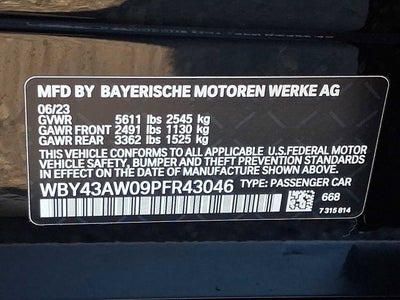 MFD BY BAYERISCHE MOTOREN WERKE AG
06/23
GVWR 5611 lbs 2545 kg
GAWR FRONT 2491 lbs 1130 kg
GAWR REAR 3362 lbs 1525 kg
THIS VEHICLE CONFORMS TO ALL APPLICABLE U.S. FEDERAL MOTOR
VEHICLE SAFETY, BUMPER AND THEFT PREVENTION STANDARDS
IN EFFECT ON THE DATE OF MANUFACTURE SHOWN ABOVE.
WBY43AW09PFR43046 TYPE: PASSENGER CAR
668
7 315 814